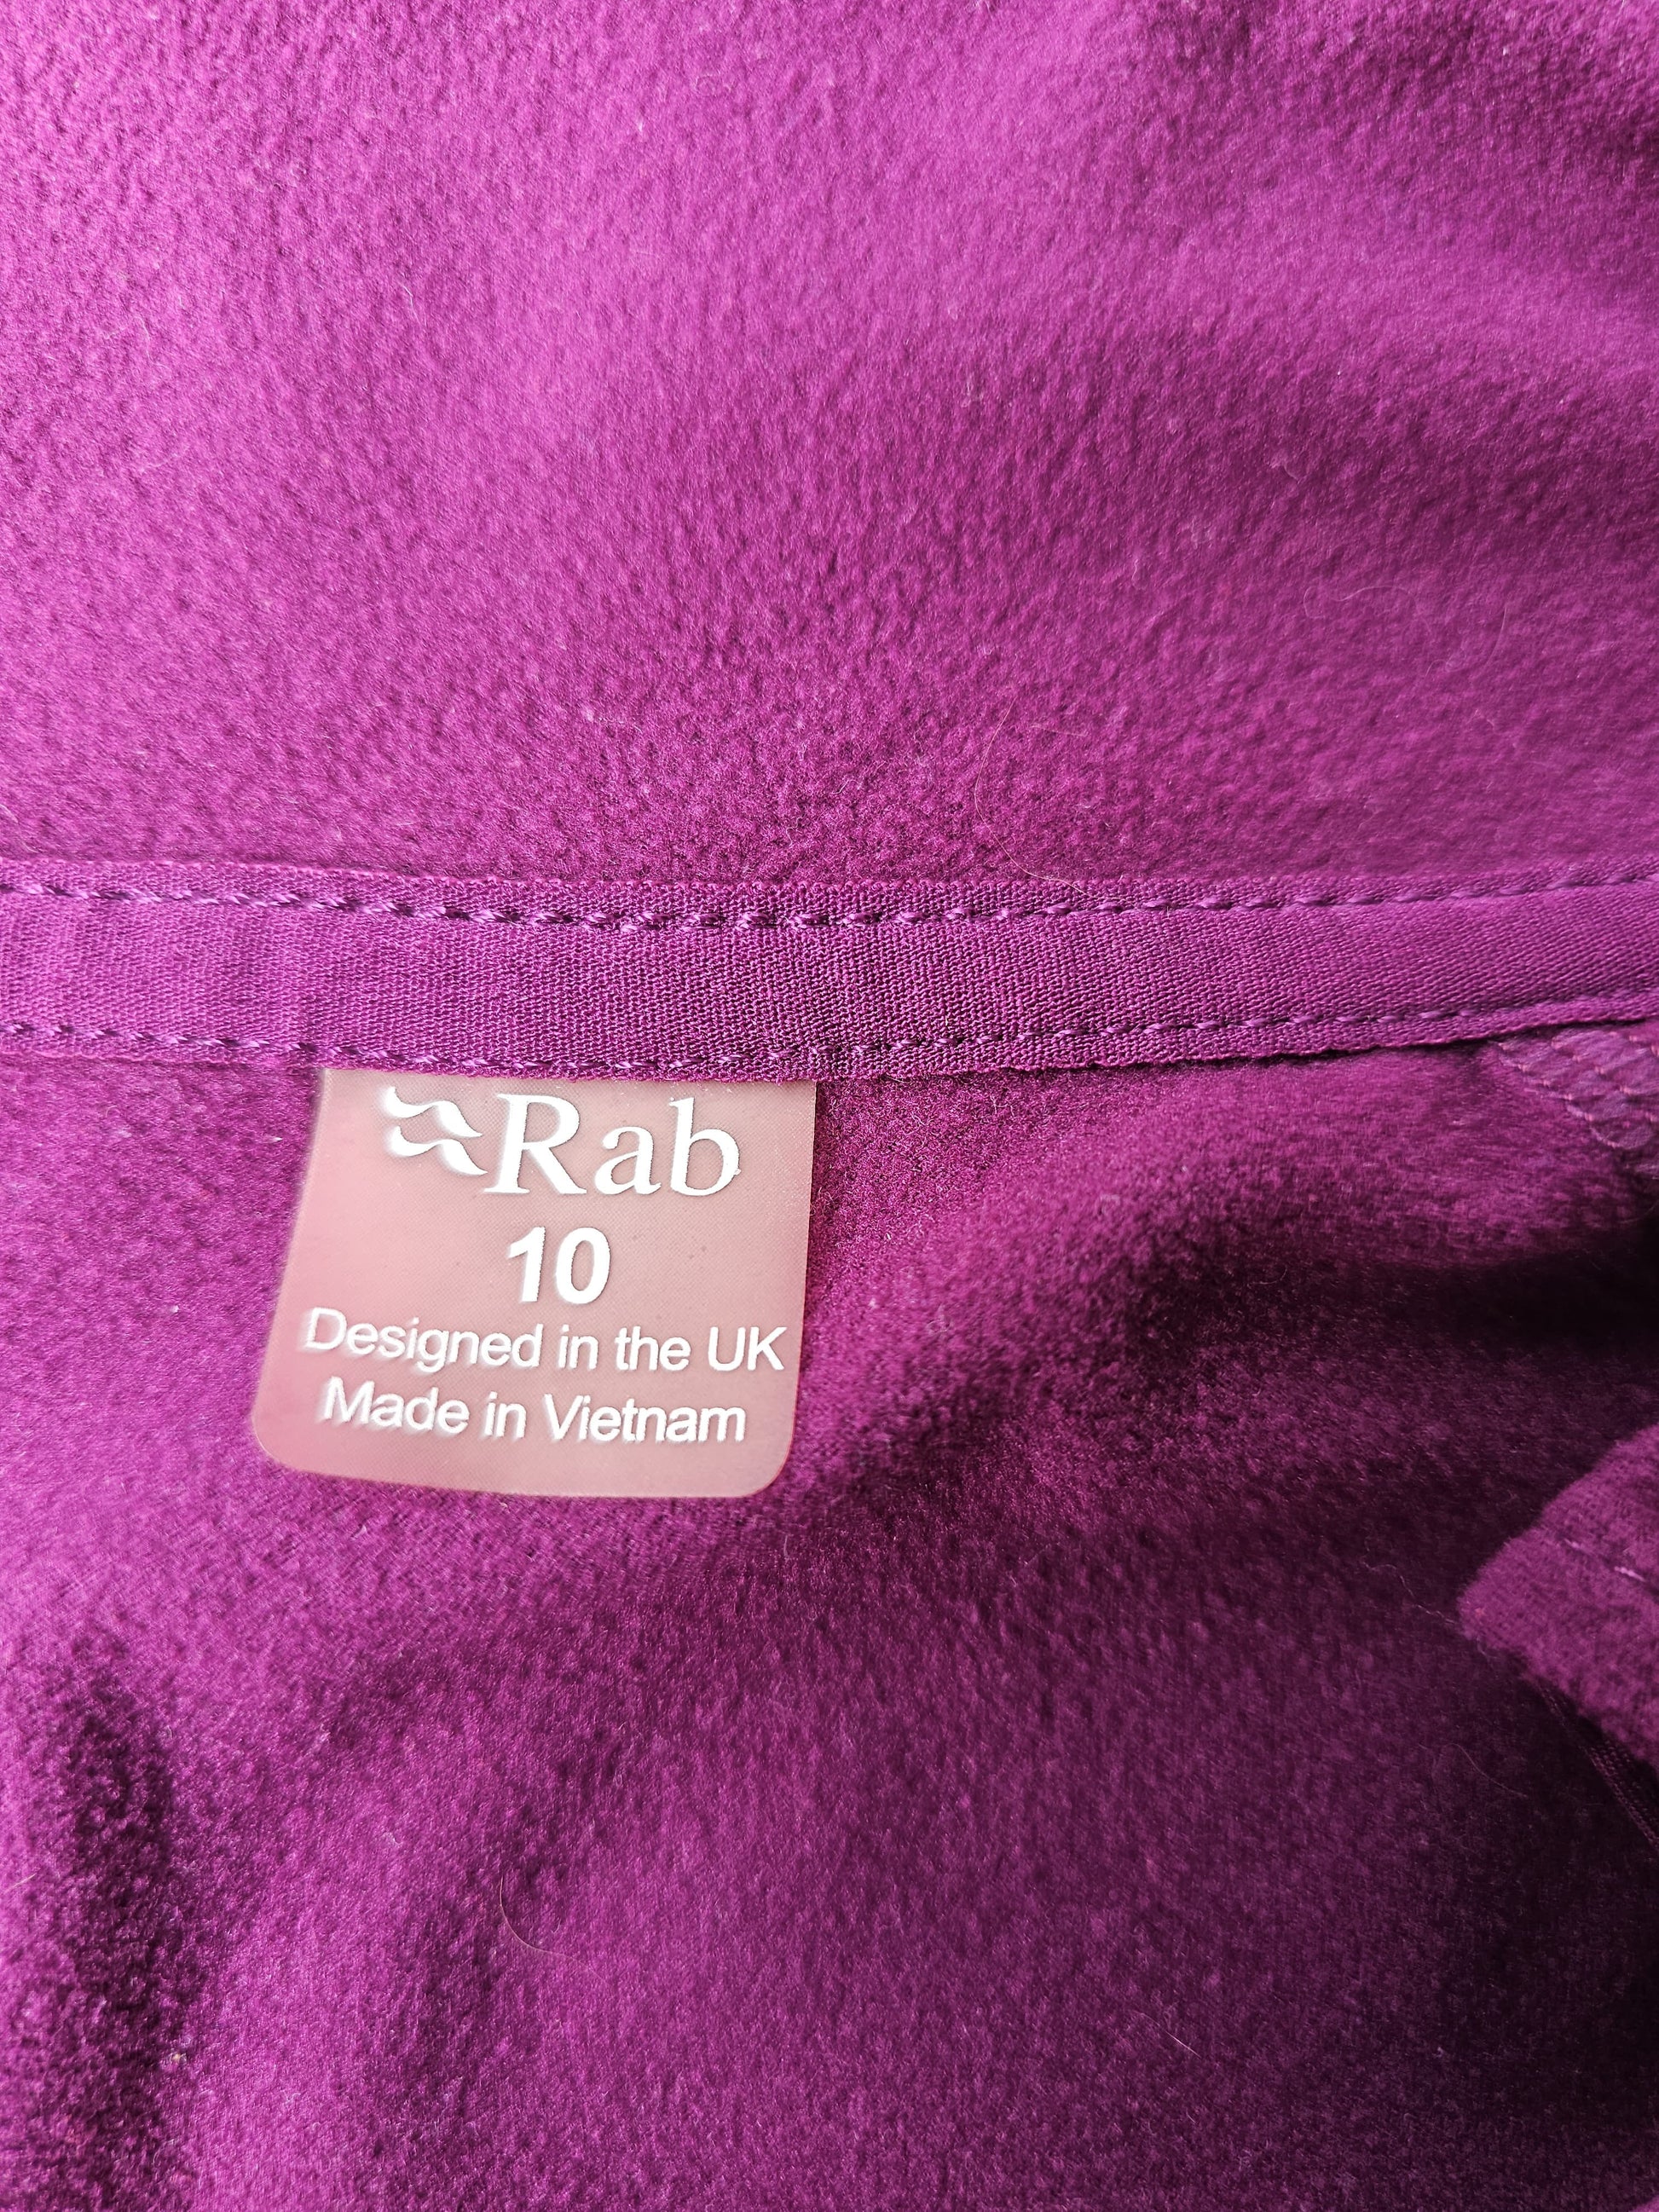 Rab
10
Designed in the UK
Made in Vietnam